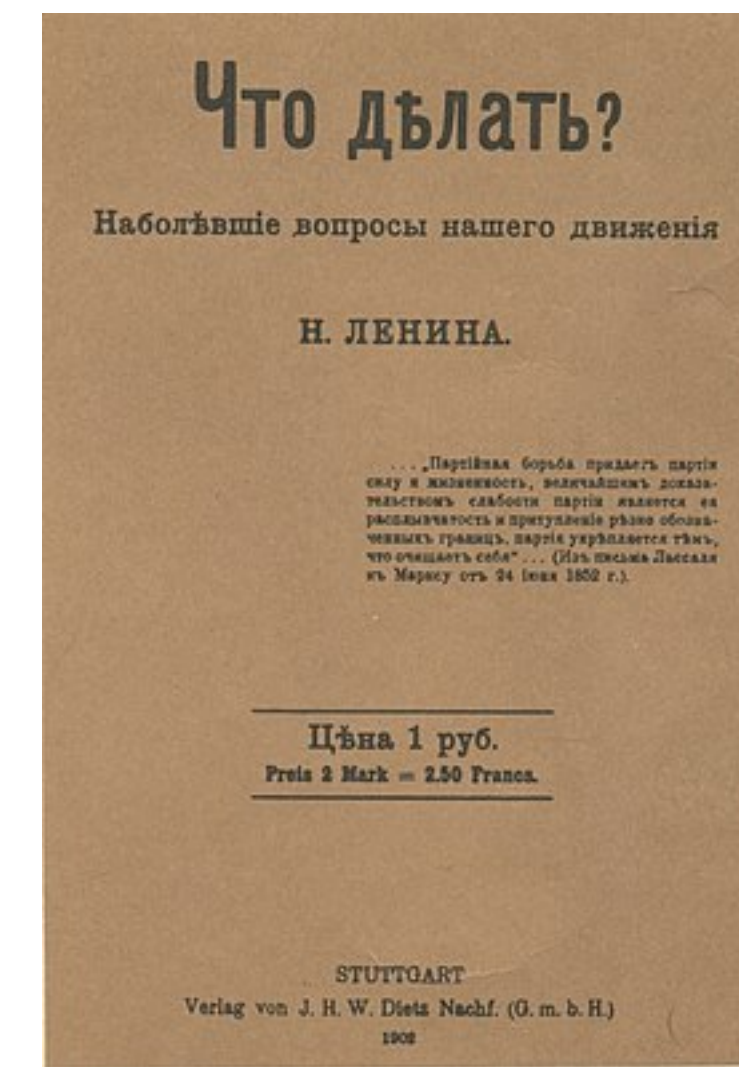 Что дѣлать?
Наболѣвшіе вопросы нашего движенія
Н. ЛЕНИНА.
... „Партійная борьба придаетъ партіи
силу и жизненность, величайшимъ доказа-
тельствомъ слабости партіи является ея
расплывчатость и притупленіе рѣзко обозна-
ченныхъ границъ, партія укрѣпляется тѣмъ,
что очищаетъ себя“ ... (Изъ письма Лассаля
къ Марксу отъ 24 іюня 1852 г.).
Цѣна 1 руб.
Preis 2 Mark = 2.50 Francs.
STUTTGART
Verlag von J. H. W. Dietz Nachf. (G. m. b. H.)
1902